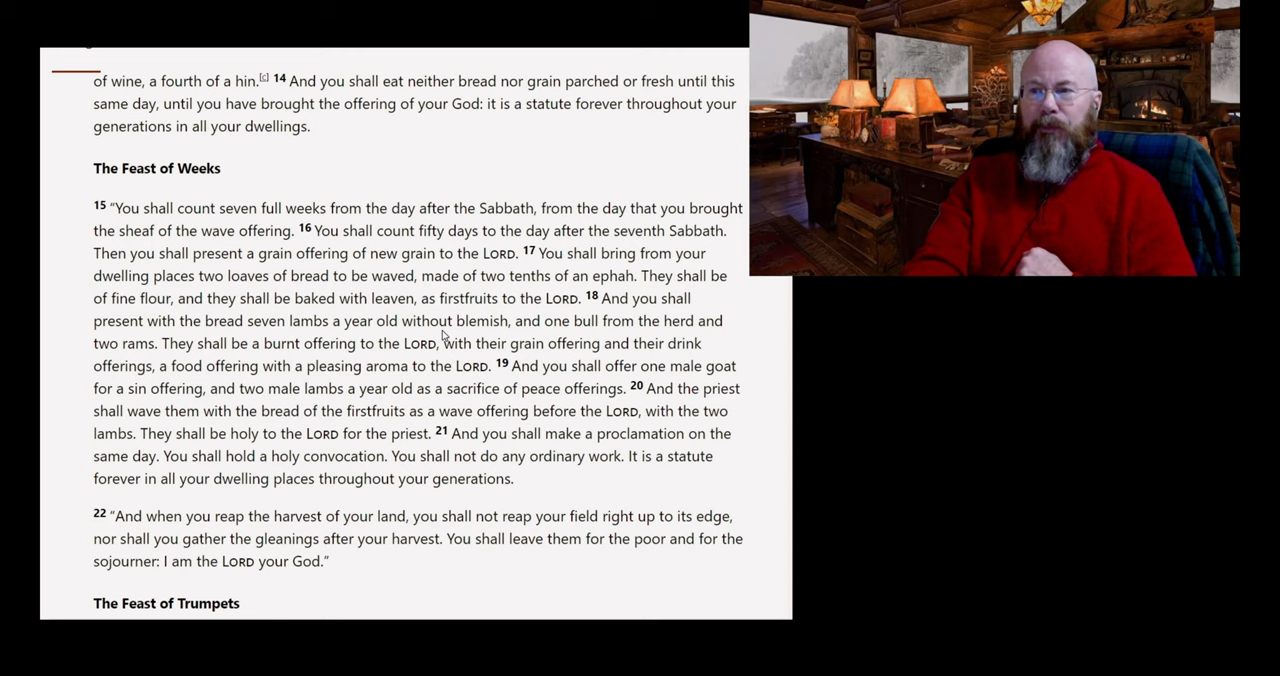 of wine, a fourth of a hin.[c] 14 And you shall eat neither bread nor grain parched or fresh until this
same day, until you have brought the offering of your God: it is a statute forever throughout your
generations in all your dwellings.
The Feast of Weeks
15 “You shall count seven full weeks from the day after the Sabbath, from the day that you brought
the sheaf of the wave offering. 16 You shall count fifty days to the day after the seventh Sabbath.
Then you shall present a grain offering of new grain to the LORD. 17 You shall bring from your
dwelling places two loaves of bread to be waved, made of two tenths of an ephah. They shall be
of fine flour, and they shall be baked with leaven, as firstfruits to the LORD. 18 And you shall
present with the bread seven lambs a year old without blemish, and one bull from the herd and
two rams. They shall be a burnt offering to the LORD, with their grain offering and their drink
offerings, a food offering with a pleasing aroma to the LORD. 19 And you shall offer one male goat
for a sin offering, and two male lambs a year old as a sacrifice of peace offerings. 20 And the priest
shall wave them with the bread of the firstfruits as a wave offering before the LORD, with the two
lambs. They shall be holy to the LORD for the priest. 21 And you shall make a proclamation on the
same day. You shall hold a holy convocation. You shall not do any ordinary work. It is a statute
forever in all your dwelling places throughout your generations.
22 “And when you reap the harvest of your land, you shall not reap your field right up to its edge,
nor shall you gather the gleanings after your harvest. You shall leave them for the poor and for the
sojourner: I am the LORD your God.”
The Feast of Trumpets